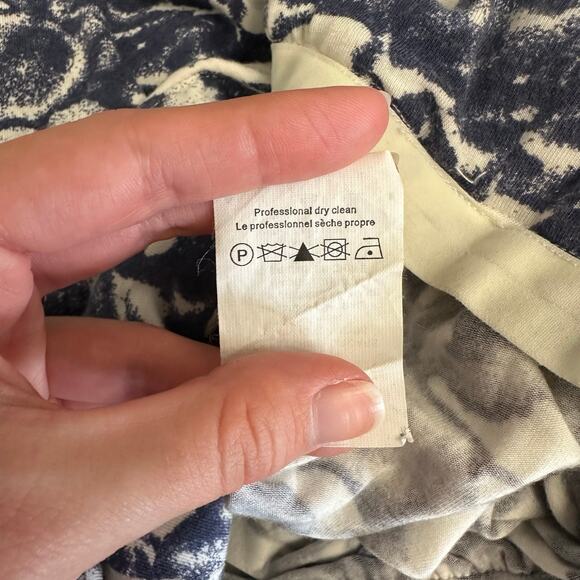 Professional dry clean
Le professionnel sèche propre
P